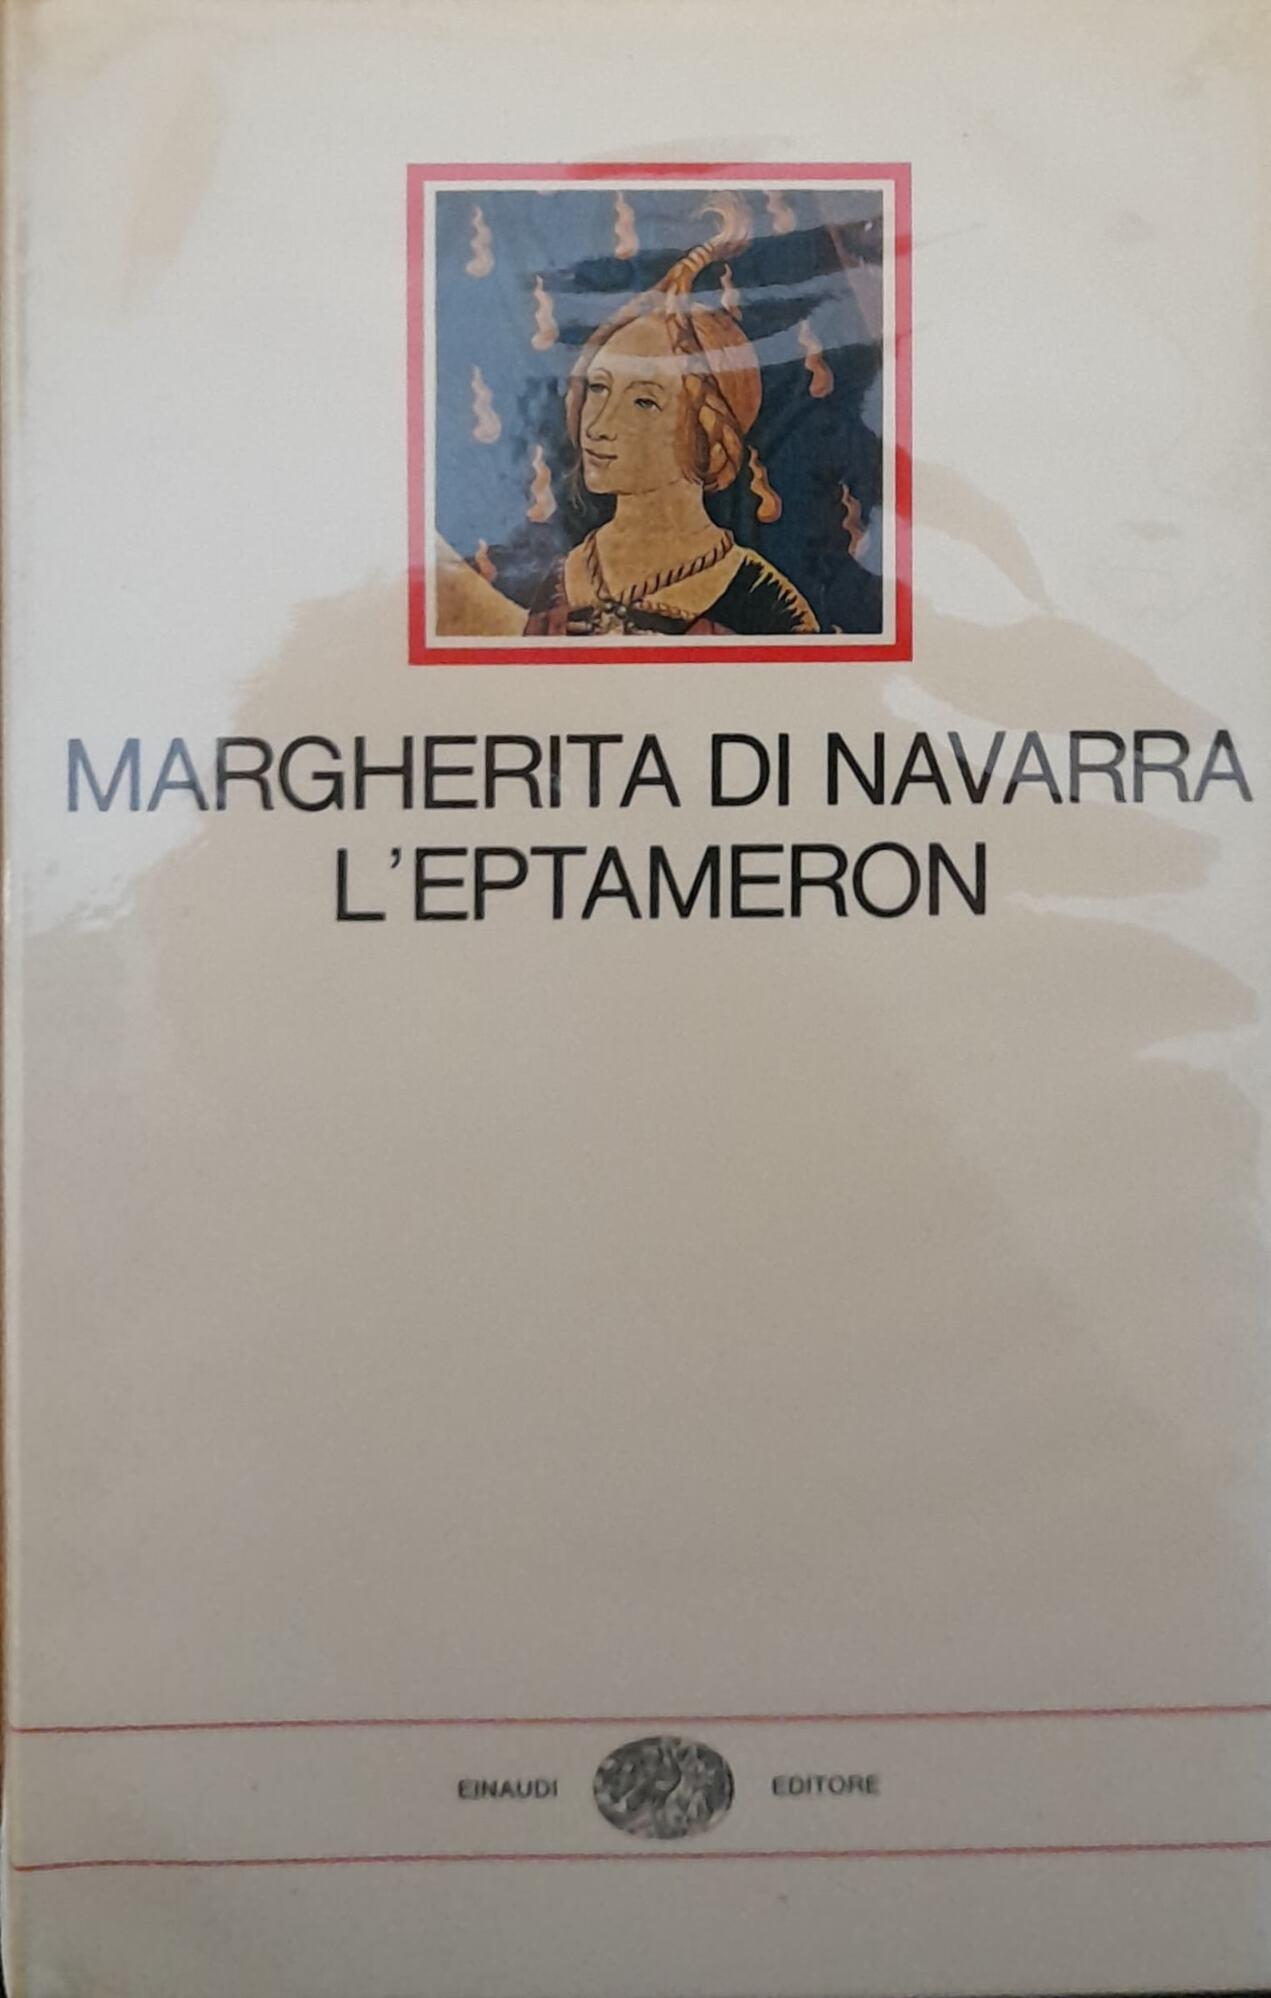 MARGHERITA DI NAVARRA
L'EPTAMERON
EINAUDI EDITORE